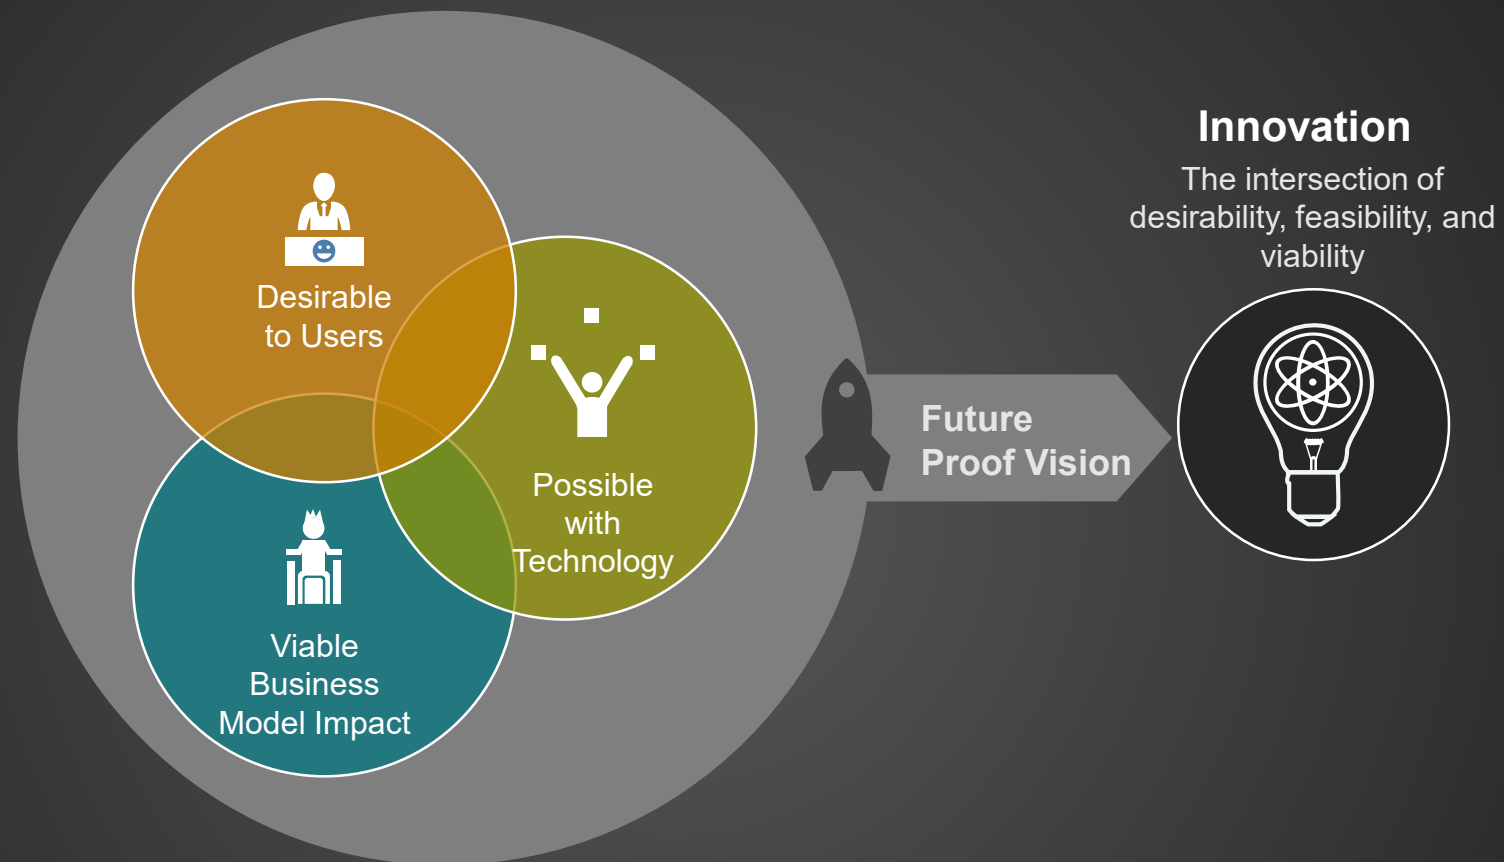 Desirable
to Users
Possible
with
Technology
Viable
Business
Model Impact
Future
Proof Vision
Innovation
The intersection of
desirability, feasibility, and
viability